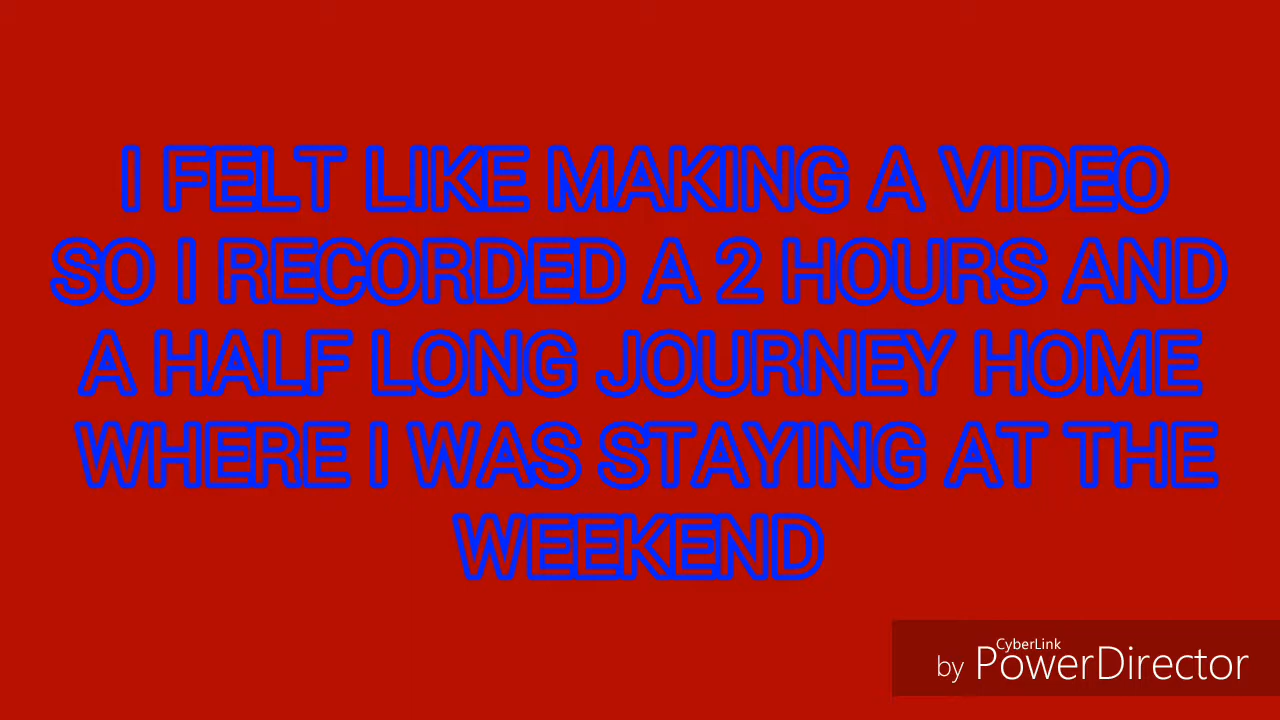 I FELT LIKE MAKING A VIDEO
SO I RECORDED A 2 HOURS AND
A HALF LONG JOURNEY HOME
WHERE I WAS STAYING AT THE
WEEKEND
CyberLink
by PowerDirector